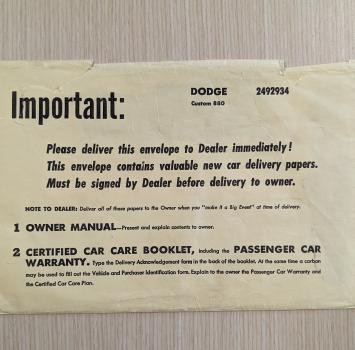 DODGE 2492934
Custom 880
Important:
Please deliver this envelope to Dealer immediately!
This envelope contains valuable new car delivery papers.
Must be signed by Dealer before delivery to owner.
NOTE TO DEALER: Deliver all of these papers to the Owner when you "make it a Big Event" at time of delivery.
1 OWNER MANUAL—Present and explain contents to owner.
2 CERTIFIED CAR CARE BOOKLET, including the PASSENGER CAR
WARRANTY. Type the Delivery Acknowledgement form in the back of the booklet. At the same time a carbon
may be used to fill out the Vehicle and Purchaser Identification form. Explain to the owner the Passenger Car Warranty and
the Certified Car Care Plan.